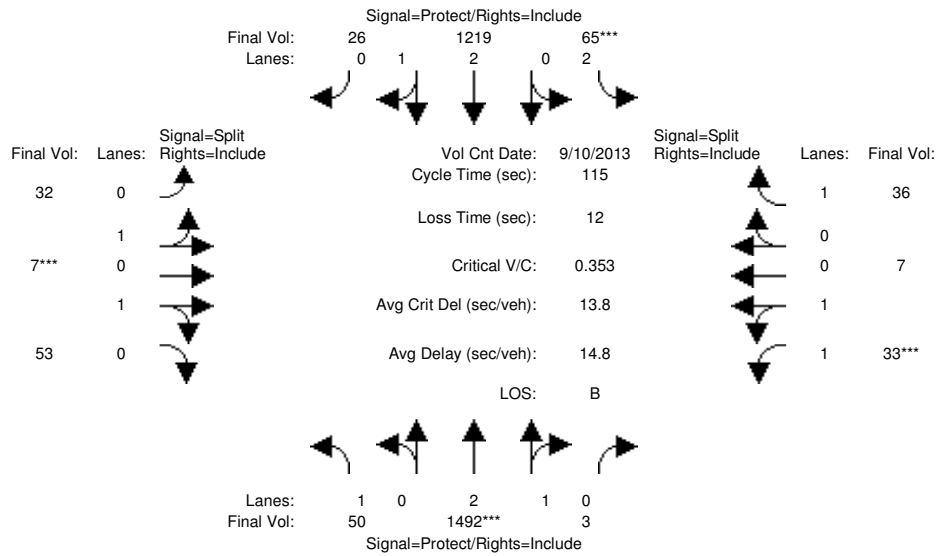 Signal=Protect/Rights=Include
Final Vol: 26 1219 65***
Lanes: 0 1 2 0 2
Signal=Split Signal=Split
Final Vol: Lanes: Rights=Include Vol Cnt Date: 9/10/2013 Rights=Include Lanes: Final Vol:
Cycle Time (sec): 115
32 0 1 36
Loss Time (sec): 12
1 0
7*** 0 Critical V/C: 0.353 0 7
1 Avg Crit Del (sec/veh): 13.8 1
53 0 Avg Delay (sec/veh): 14.8 1 33***
LOS: B
Lanes: 1 0 2 1 0
Final Vol: 50 1492*** 3
Signal=Protect/Rights=Include